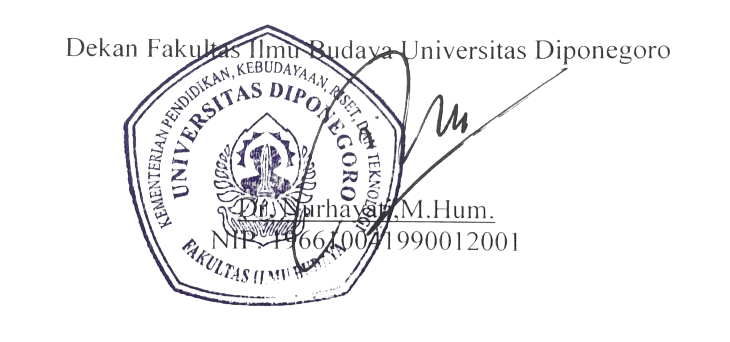 Dekan Fakultas Ilmu Budaya Universitas Diponegoro
KEMENTERIAN PENDIDIKAN, KEBUDAYAAN, RISET, DAN TEKNOLOGI
UNIVERSITAS DIPONEGORO
Dr. Nurhayati,M.Hum.
NIP. 196610041990012001
FAKULTAS ILMU BUDAYA